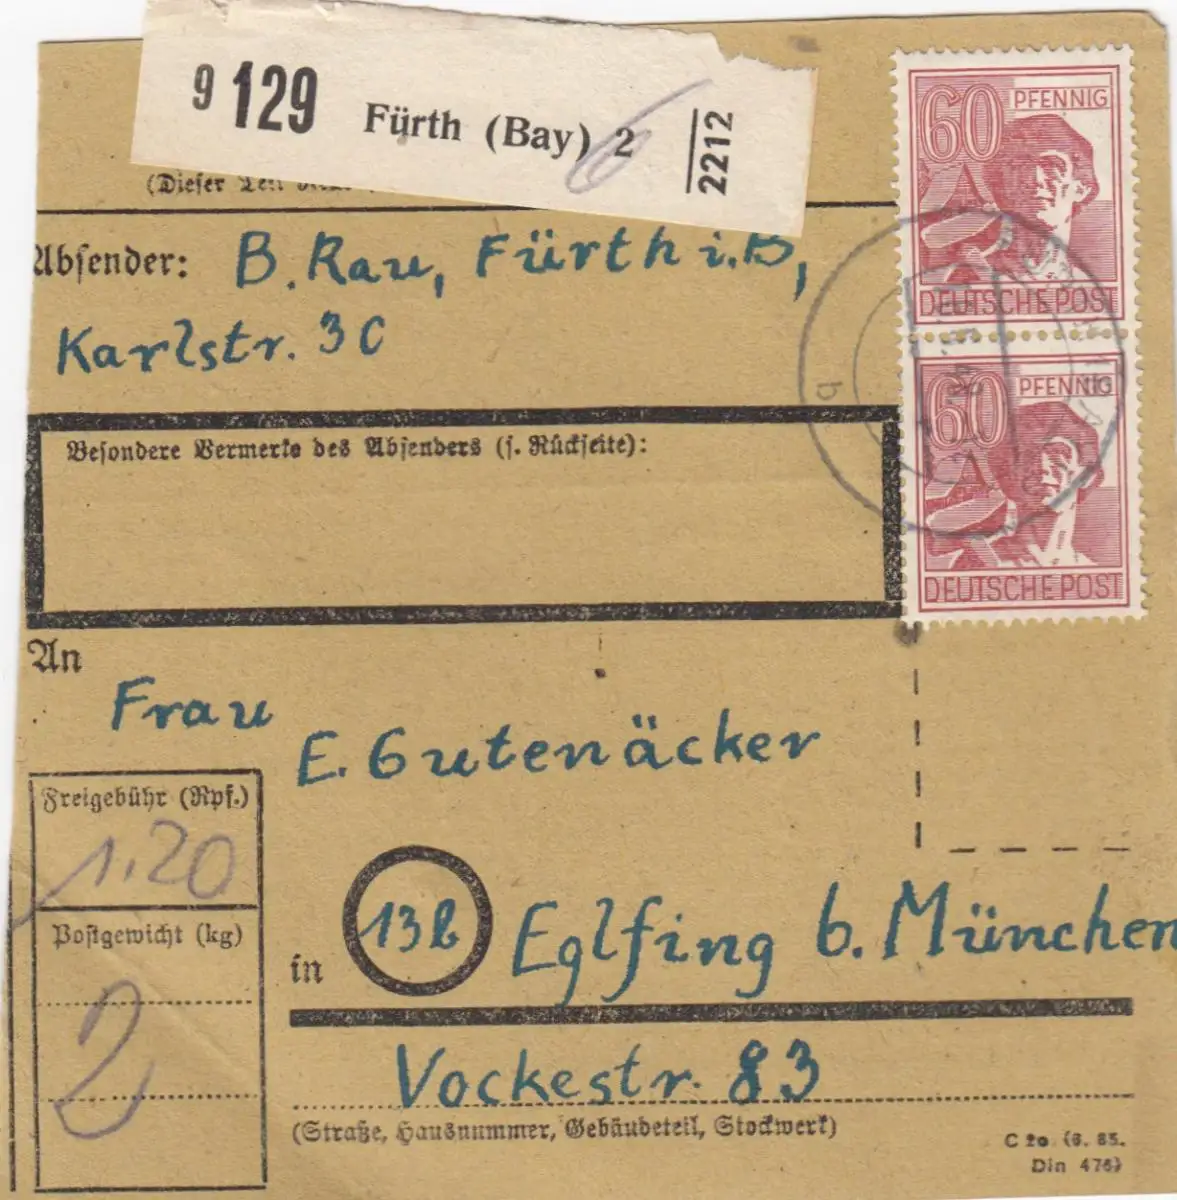 9 129 Fürth (Bay) 2 2212
6
(Dieser Teil
Absender: B. Rau, Fürth i. B,
Karlstr. 3C
60 PFENNIG
DEUTSCHE POST
60 PFENNIG
DEUTSCHE POST
b
Besondere Vermerke des Absenders (s. Rückseite):
An
Frau
E. Gutenäcker
Freigebühr (Rpf.)
1.20
Postgewicht (kg)
2
in 13b Eglfing b. München
Vockestr. 83
(Straße, Hausnummer, Gebäudeteil, Stockwerk)
Din 476)